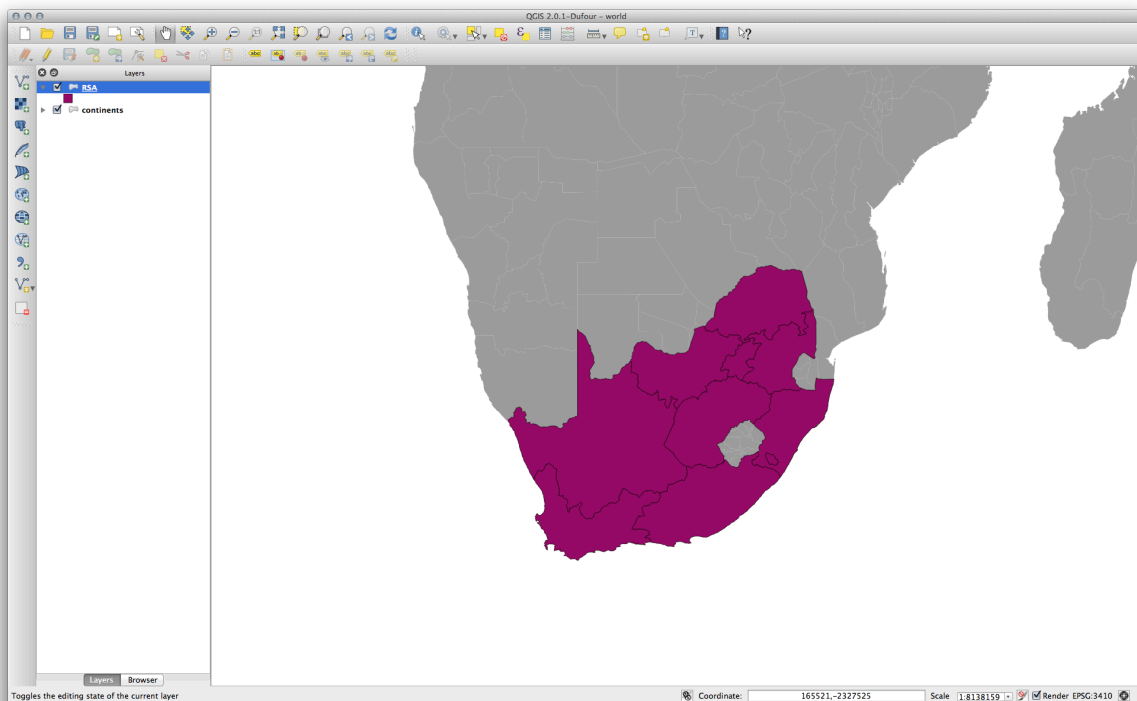 QGIS 2.0.1-Dufour - world
Layers
RSA
continents
Layers Browser
Toggles the editing state of the current layer
Coordinate: 165521,-2327525 Scale 1:8138159 Render EPSG:3410